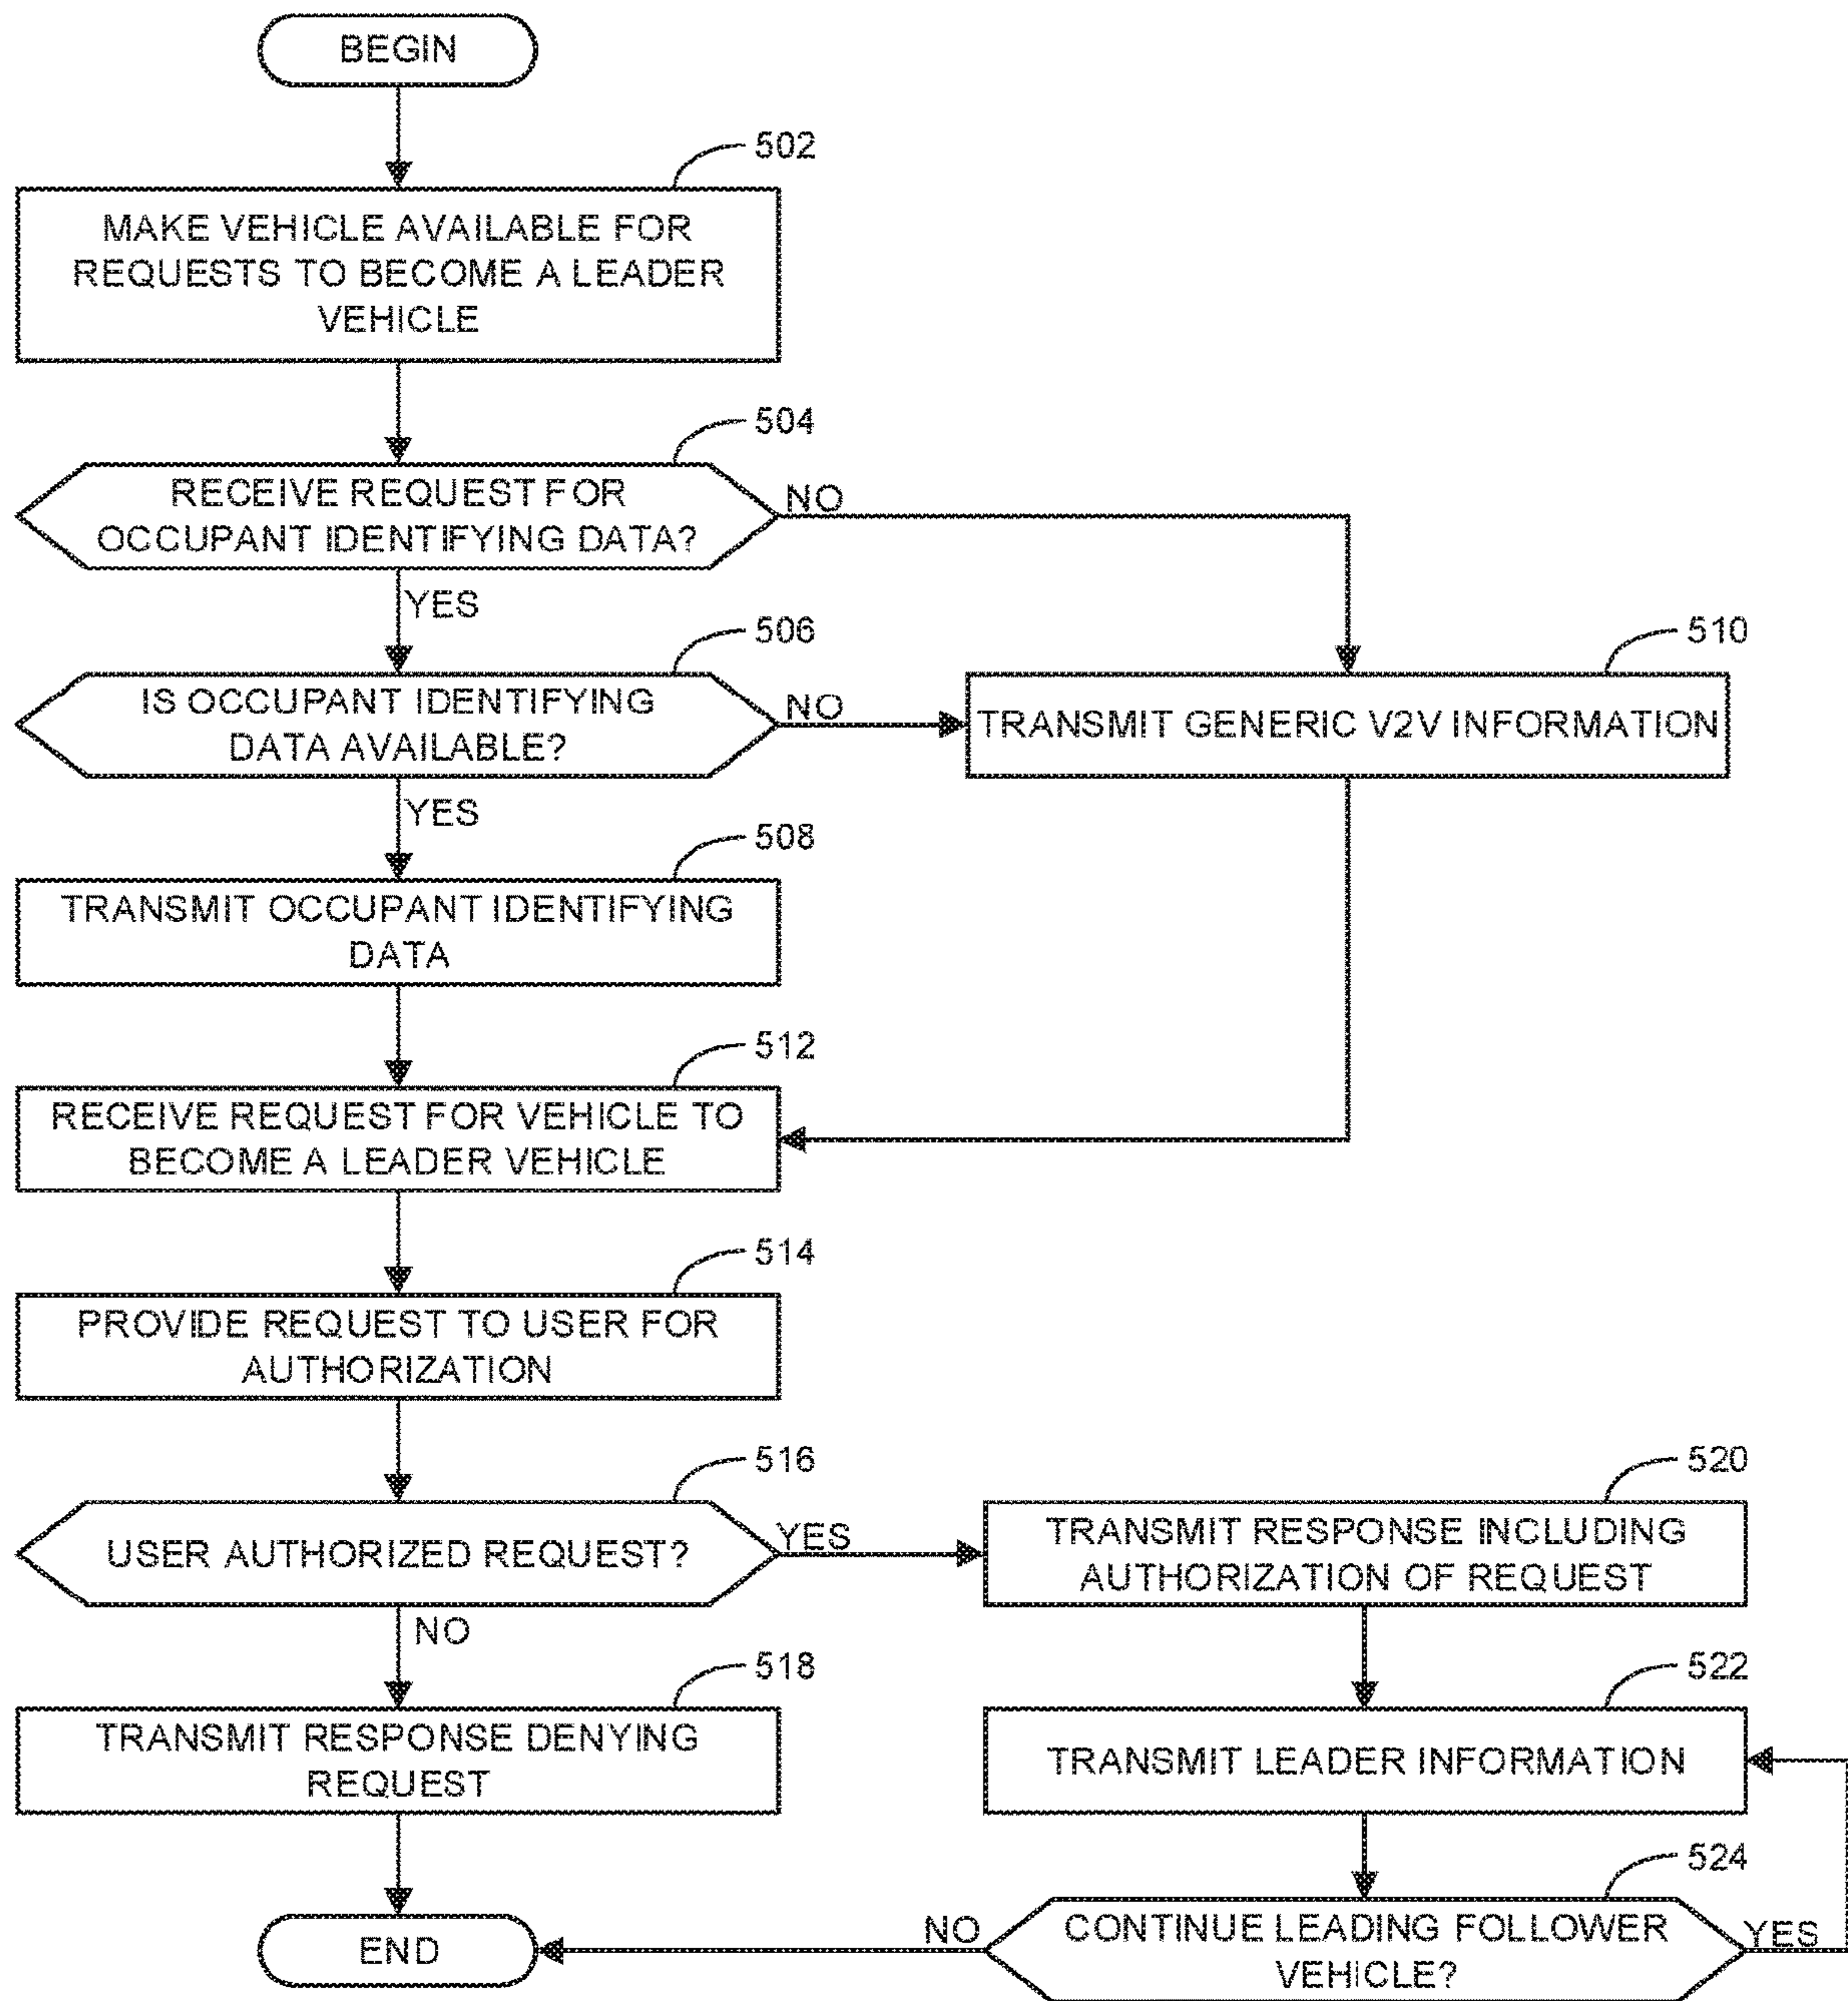 BEGIN
502
MAKE VEHICLE AVAILABLE FOR
REQUESTS TO BECOME A LEADER
VEHICLE
504
RECEIVE REQUEST FOR
OCCUPANT IDENTIFYING DATA?
NO
YES
506
IS OCCUPANT IDENTIFYING
DATA AVAILABLE?
NO
510
TRANSMIT GENERIC V2V INFORMATION
YES
508
TRANSMIT OCCUPANT IDENTIFYING
DATA
512
RECEIVE REQUEST FOR VEHICLE TO
BECOME A LEADER VEHICLE
514
PROVIDE REQUEST TO USER FOR
AUTHORIZATION
516
USER AUTHORIZED REQUEST?
YES
520
TRANSMIT RESPONSE INCLUDING
AUTHORIZATION OF REQUEST
NO
518
TRANSMIT RESPONSE DENYING
REQUEST
522
TRANSMIT LEADER INFORMATION
524
CONTINUE LEADING FOLLOWER
VEHICLE?
YES
NO
END